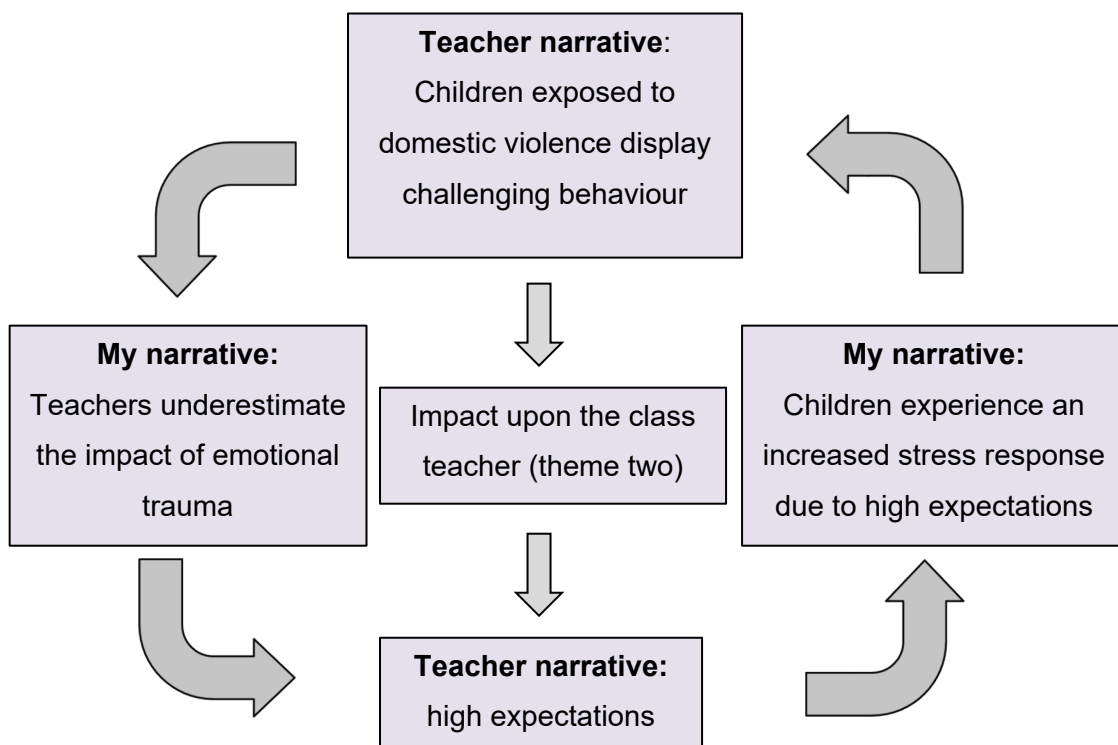 Teacher narrative:
Children exposed to
domestic violence display
challenging behaviour
My narrative:
Teachers underestimate
the impact of emotional
trauma
Impact upon the class
teacher (theme two)
My narrative:
Children experience an
increased stress response
due to high expectations
Teacher narrative:
high expectations